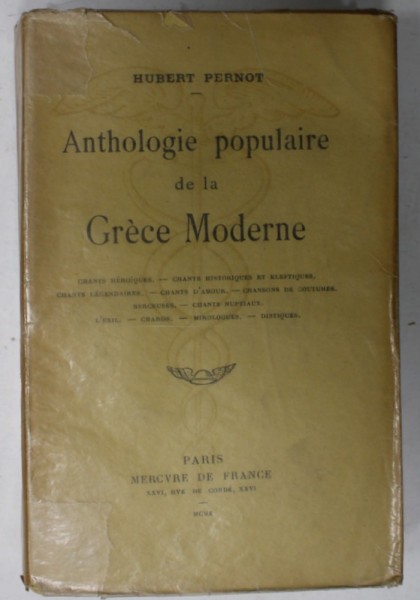 HUBERT PERNOT
Anthologie populaire
de la
Grèce Moderne
CHANTS HÉROÏQUES. — CHANTS HISTORIQUES ET KLEFTIQUES.
CHANTS LÉGENDAIRES. — CHANTS D'AMOUR. — CHANSONS DE COUTUMES.
BERCEUSES. — CHANTS NUPTIAUX.
L'EXIL. — CHAROS. — MIROLOGUES. — DISTIQUES.
PARIS
MERCVRE DE FRANCE
XXVI, RVE DE CONDÉ, XXVI